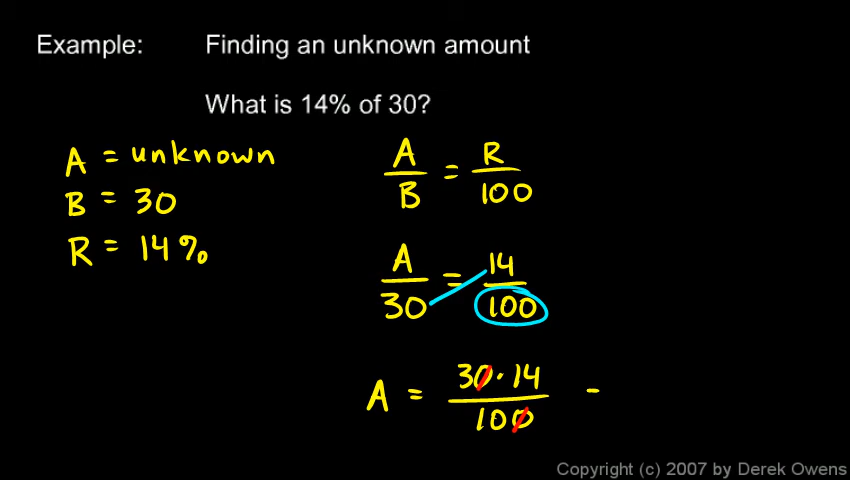 Example: Finding an unknown amount
What is 14% of 30?
A = unknown
B = 30
R = 14%
A/B = R/100
A/30 = 14/100
A = 30·14/100 =
Copyright (c) 2007 by Derek Owens